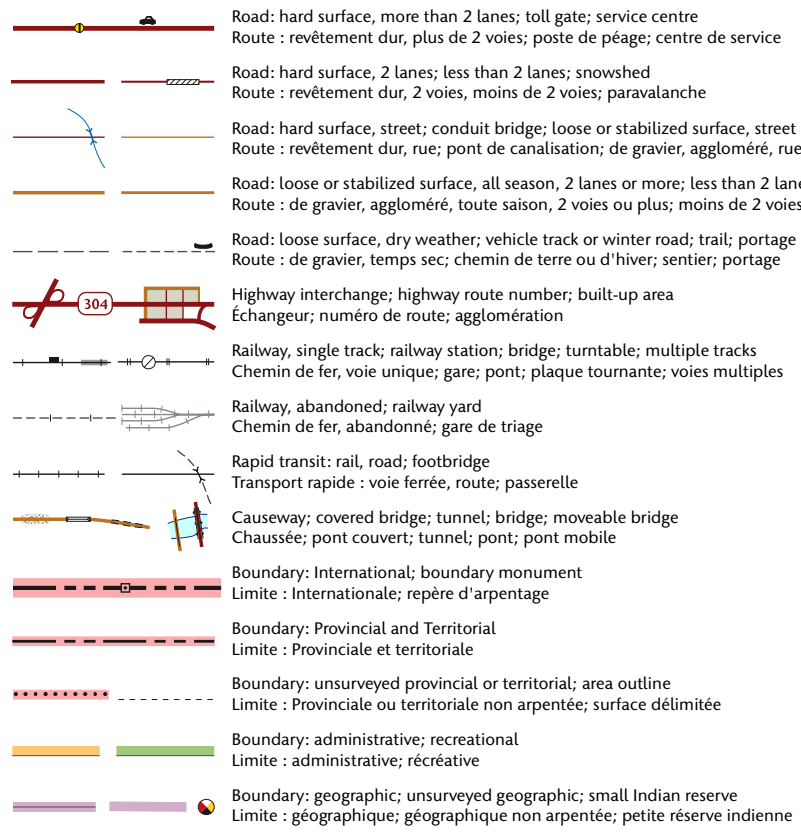 Road: hard surface, more than 2 lanes; toll gate; service centre
Route : revêtement dur, plus de 2 voies; poste de péage; centre de service
Road: hard surface, 2 lanes; less than 2 lanes; snowshed
Route : revêtement dur, 2 voies, moins de 2 voies; paravalanche
Road: hard surface, street; conduit bridge; loose or stabilized surface, street
Route : revêtement dur, rue; pont de canalisation; de gravier, aggloméré, rue
Road: loose or stabilized surface, all season, 2 lanes or more; less than 2 lane
Route : de gravier, aggloméré, toute saison, 2 voies ou plus; moins de 2 voies
Road: loose surface, dry weather; vehicle track or winter road; trail; portage
Route : de gravier, temps sec; chemin de terre ou d'hiver; sentier; portage
304
Highway interchange; highway route number; built-up area
Échangeur; numéro de route; agglomération
Railway, single track; railway station; bridge; turntable; multiple tracks
Chemin de fer, voie unique; gare; pont; plaque tournante; voies multiples
Railway, abandoned; railway yard
Chemin de fer, abandonné; gare de triage
Rapid transit: rail, road; footbridge
Transport rapide : voie ferrée, route; passerelle
Causeway; covered bridge; tunnel; bridge; moveable bridge
Chaussée; pont couvert; tunnel; pont; pont mobile
Boundary: International; boundary monument
Limite : Internationale; repère d'arpentage
Boundary: Provincial and Territorial
Limite : Provinciale et territoriale
Boundary: unsurveyed provincial or territorial; area outline
Limite : Provinciale ou territoriale non arpentée; surface délimitée
Boundary: administrative; recreational
Limite : administrative; récréative
Boundary: geographic; unsurveyed geographic; small Indian reserve
Limite : géographique; géographique non arpentée; petite réserve indienne